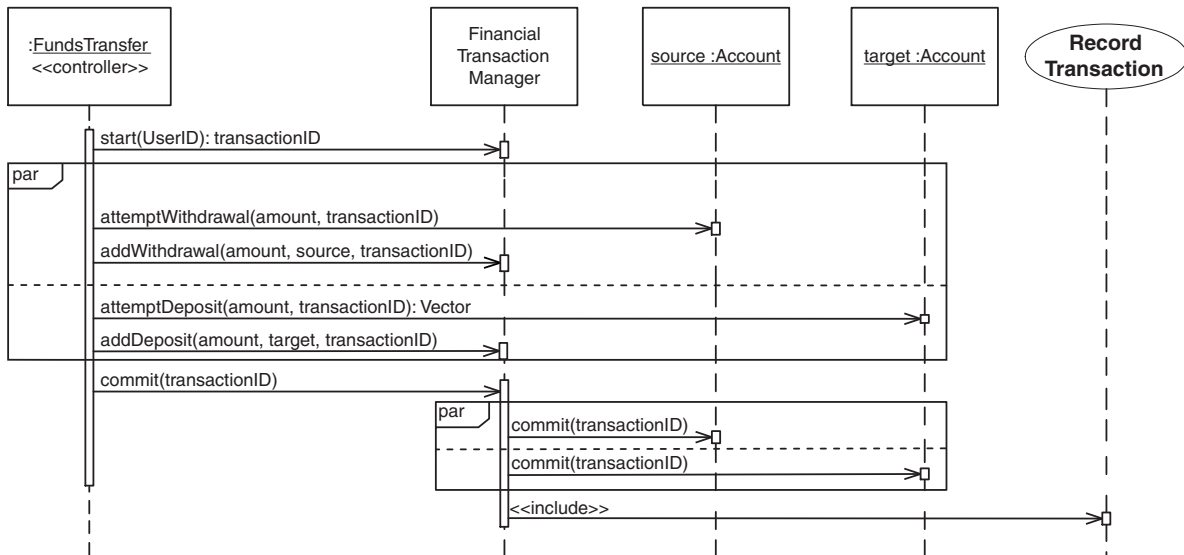 :FundsTransfer
<<controller>>
Financial
Transaction
Manager
source :Account
target :Account
Record
Transaction
start(UserID): transactionID
par
attemptWithdrawal(amount, transactionID)
addWithdrawal(amount, source, transactionID)
attemptDeposit(amount, transactionID): Vector
addDeposit(amount, target, transactionID)
commit(transactionID)
par
commit(transactionID)
commit(transactionID)
<<include>>